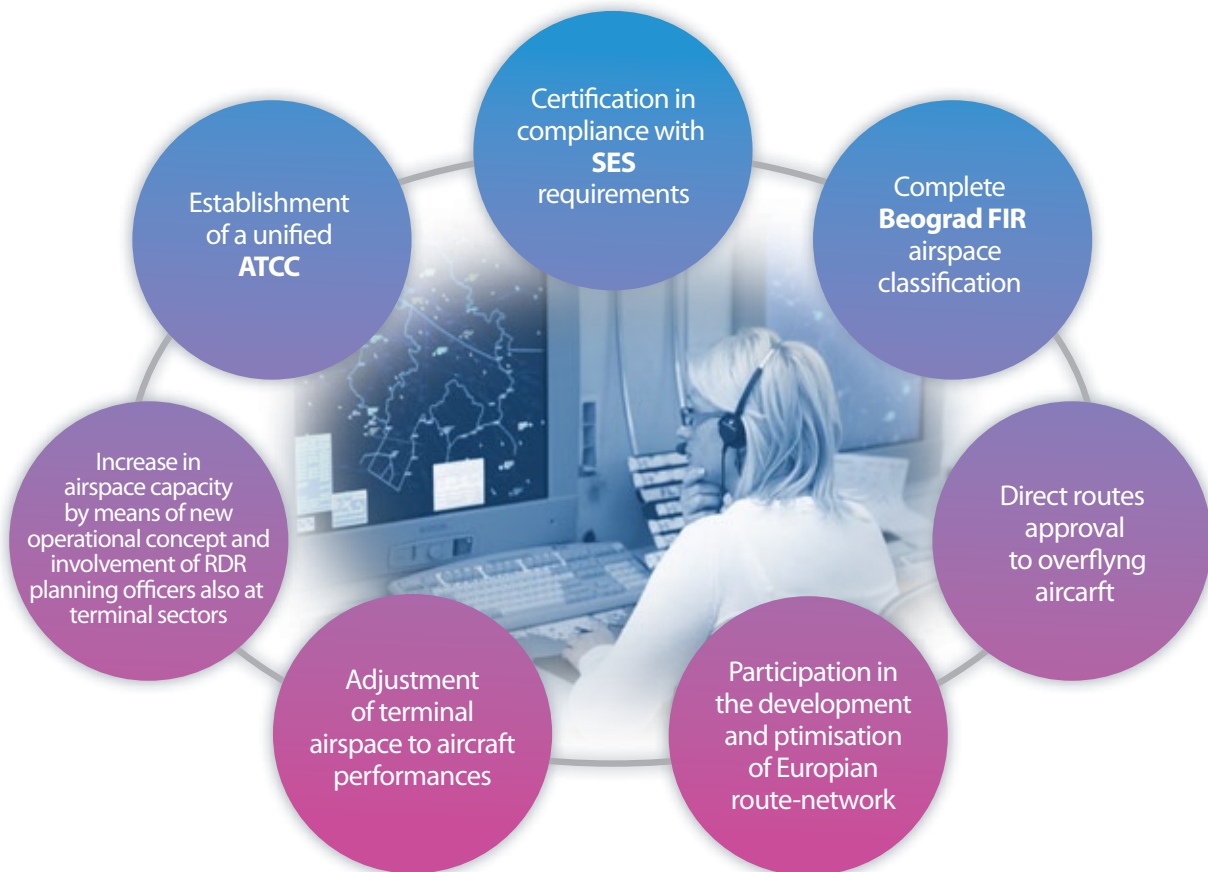 Certification in
compliance with
SES
requirements
Complete
Beograd FIR
airspace
classification
Direct routes
approval
to overflyng
aircarft
Participation in
the development
and ptimisation
of Europian
route-network
Adjustment
of terminal
airspace to aircraft
performances
Increase in
airspace capacity
by means of new
operational concept and
involvement of RDR
planning officers also at
terminal sectors
Establishment
of a unified
ATCC